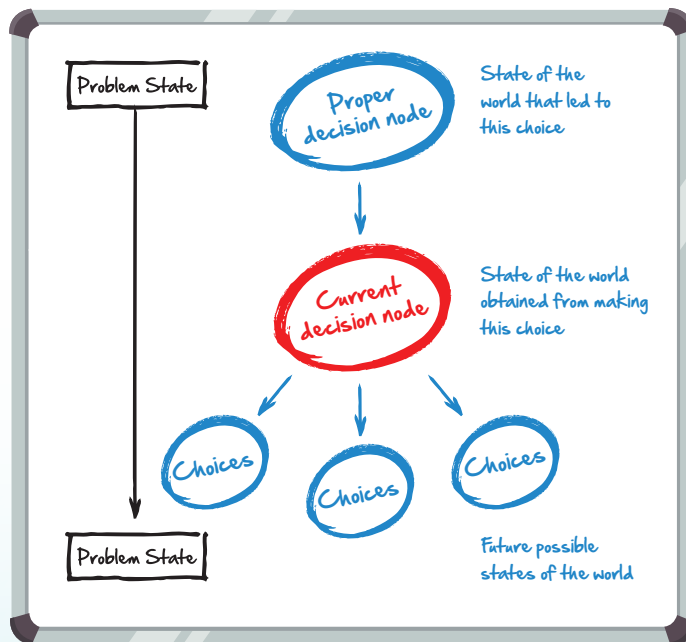 Problem State
Proper
decision node
State of the
world that led to
this choice
Current
decision node
State of the world
obtained from making
this choice
Choices
Choices
Choices
Problem State
Future possible
states of the world